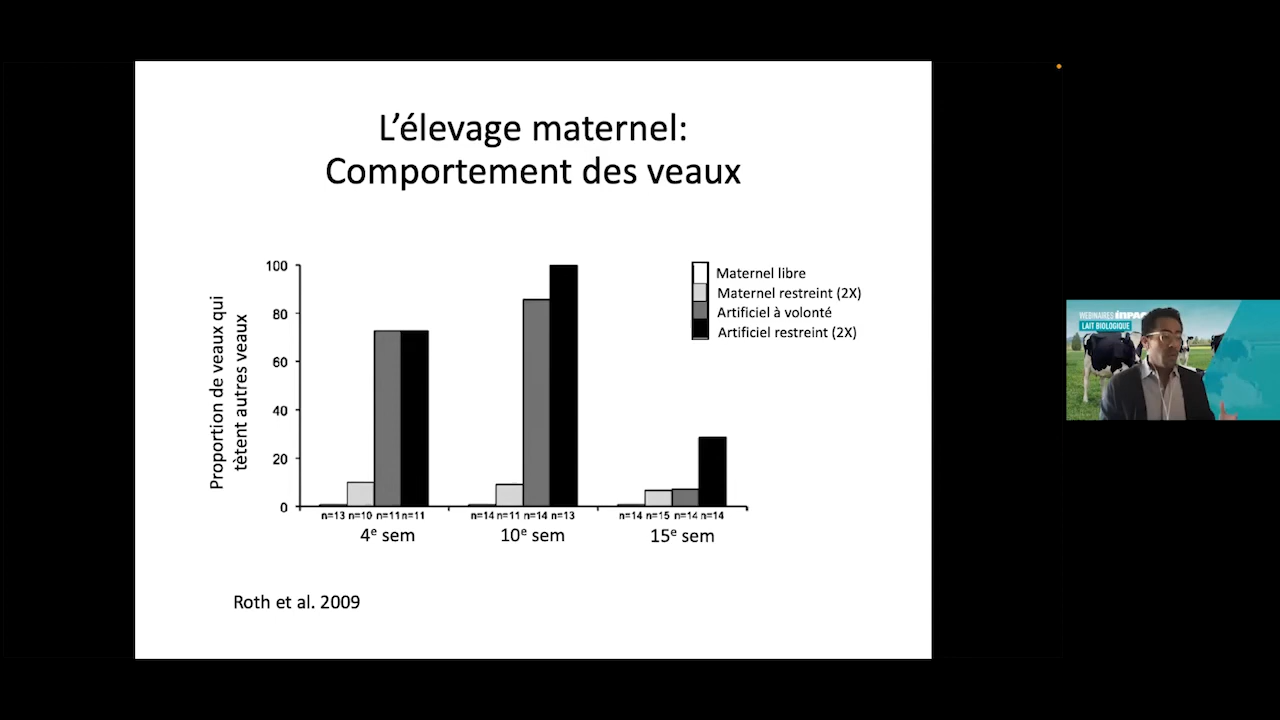 L'élevage maternel:
Comportement des veaux
Proportion de veaux qui
tètent autres veaux
100
80
60
40
20
0
Maternel libre
Maternel restreint (2X)
Artificiel à volonté
Artificiel restreint (2X)
n=13 n=10 n=11 n=11
n=14 n=11 n=14 n=13
n=14 n=15 n=14 n=14
4e sem
10e sem
15e sem
Roth et al. 2009
WEBINAIRES
LAIT BIOLOGIQUE